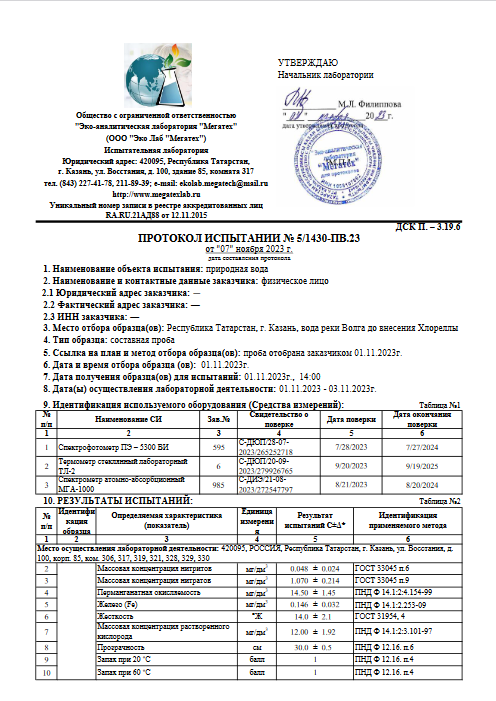 УТВЕРЖДАЮ
Начальник лаборатории
М.Л. Филиппова
Общество с ограниченной ответственностью
"Эко-аналитическая лаборатория "Мегатех"
(ООО "Эко Лаб "Мегатех")
Испытательная лаборатория
Юридический адрес: 420095, Республика Татарстан,
г. Казань, ул. Восстания, д. 100, здание 85, комната 317
тел. (843) 227-41-78, 211-89-39; e-mail: ekolab.megatech@mail.ru
http://www.megatexlab.ru
Уникальный номер записи в реестре аккредитованных лиц
RA.RU.21АД88 от 12.11.2015
ДСК П. – 3.19.6
ПРОТОКОЛ ИСПЫТАНИИ № 5/1430-ПВ.23
от "07" ноября 2023 г.
дата составления протокола
1. Наименование объекта испытания: природная вода
2. Наименование и контактные данные заказчика: физическое лицо
2.1 Юридический адрес заказчика: —
2.2 Фактический адрес заказчика: —
2.3 ИНН заказчика: —
3. Место отбора образца(ов): Республика Татарстан, г. Казань, вода реки Волга до внесения Хлореллы
4. Тип образца: составная проба
5. Ссылка на план и метод отбора образца(ов): проба отобрана заказчиком 01.11.2023г.
6. Дата и время отбора образца (ов): 01.11.2023г.
7. Дата получения образца(ов) для испытаний: 01.11.2023г., 14:00
8. Дата(ы) осуществления лабораторной деятельности: 01.11.2023 - 03.11.2023г.
9. Идентификация используемого оборудования (Средства измерений): Таблица №1
№ п/п Наименование СИ Зав.№ Свидетельство о поверке Дата поверки Дата окончания поверки
1 2 3 4 5 6
1 Спектрофотометр ПЭ – 5300 ВИ 595 С-ДЮП/28-07-2023/265252718 7/28/2023 7/27/2024
2 Термометр стеклянный лабораторный ТЛ-2 6 С-ДЮП/20-09-2023/279926765 9/20/2023 9/19/2025
3 Спектрометр атомно-абсорбционный МГА-1000 985 С-ДИЭ/21-08-2023/272547797 8/21/2023 8/20/2024
10. РЕЗУЛЬТАТЫ ИСПЫТАНИЙ: Таблица №2
№ п/п Идентификация образца Определяемая характеристика (показатель) Единица измерения Результат испытаний С±Δ* Идентификация применяемого метода
1 2 3 4 5 6
Место осуществления лабораторной деятельности: 420095, РОССИЯ, Республика Татарстан, г. Казань, ул. Восстания, д.
100, корп. 85, ком. 306, 317, 319, 321, 328, 329, 330
2 Массовая концентрация нитритов мг/дм³ 0.048 ± 0.024 ГОСТ 33045 п.6
3 Массовая концентрация нитратов мг/дм³ 1.070 ± 0.214 ГОСТ 33045 п.9
4 Перманганатная окисляемость мг/дм³ 14.50 ± 1.45 ПНД Ф 14.1:2:4.154-99
5 Железо (Fe) мг/дм³ 0.146 ± 0.032 ПНД Ф 14.1:2.253-09
6 Жесткость °Ж 14.0 ± 2.1 ГОСТ 31954, 4
7 Массовая концентрация растворенного кислорода мг/дм³ 12.00 ± 1.92 ПНД Ф 14.1:2:3.101-97
8 Прозрачность см 30.0 ± 0.5 ПНД Ф 12.16. п.6
9 Запах при 20 °С балл 1 ПНД Ф 12.16. п.4
10 Запах при 60 °С балл 1 ПНД Ф 12.16. п.4